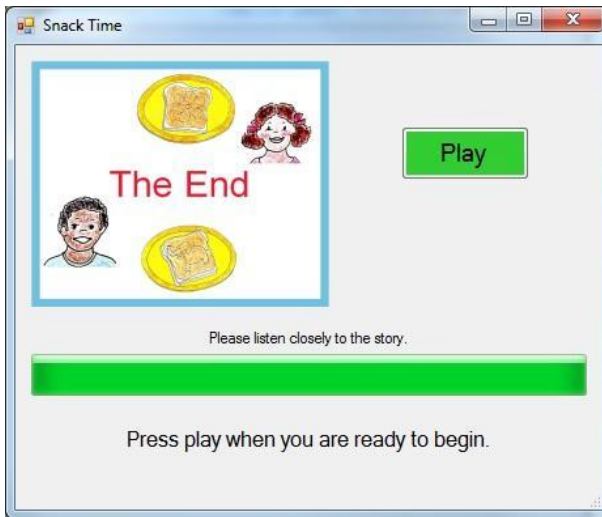 Snack Time
The End
Play
Please listen closely to the story.
Press play when you are ready to begin.